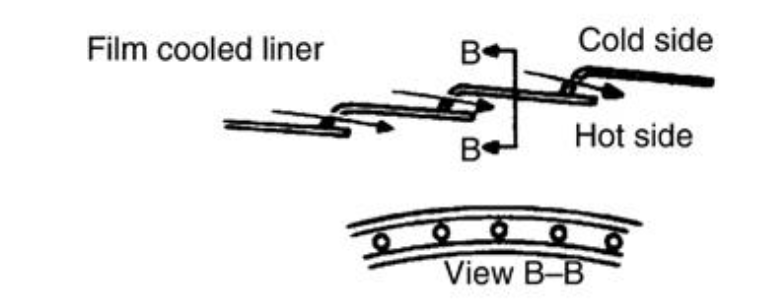 Film cooled liner
B
Cold side
B
Hot side
View B–B